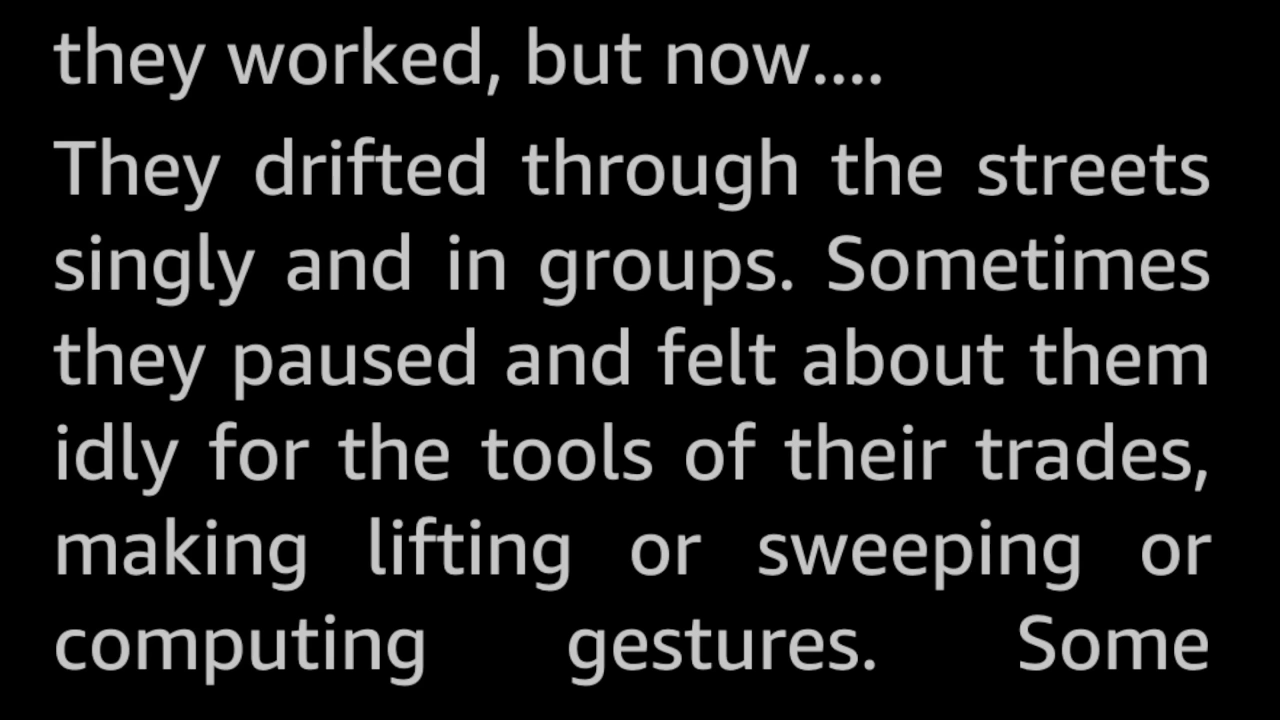 they worked, but now....
They drifted through the streets
singly and in groups. Sometimes
they paused and felt about them
idly for the tools of their trades,
making lifting or sweeping or
computing gestures. Some